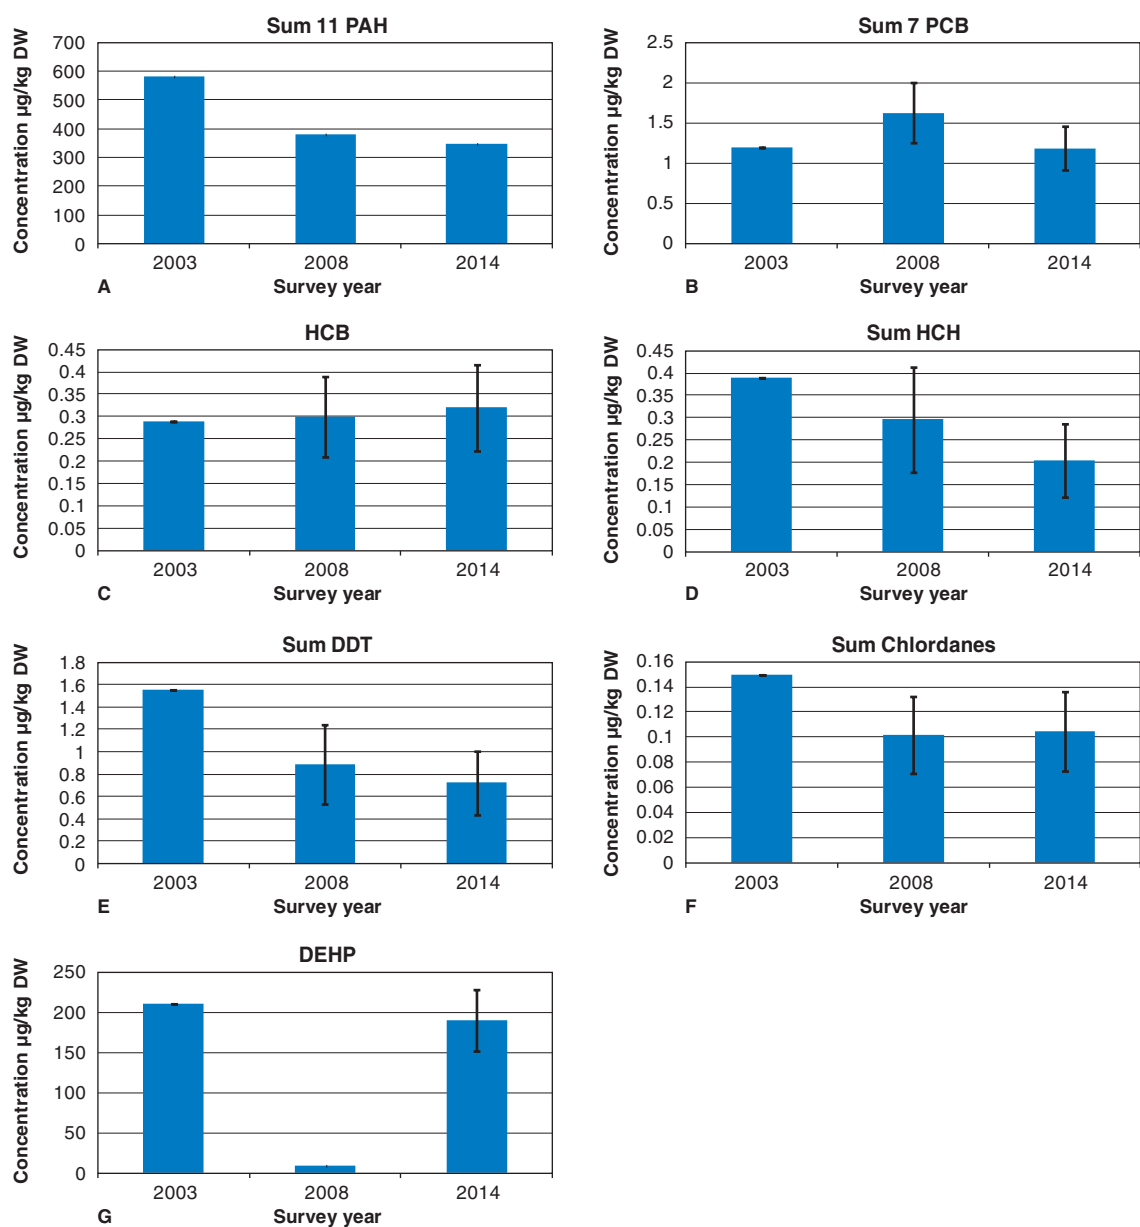 Sum 11 PAH
Concentration µg/kg DW
700
600
500
400
300
200
100
0
2003 2008 2014
A Survey year
Sum 7 PCB
Concentration µg/kg DW
2.5
2
1.5
1
0.5
0
2003 2008 2014
B Survey year
HCB
Concentration µg/kg DW
0.45
0.4
0.35
0.3
0.25
0.2
0.15
0.1
0.05
0
2003 2008 2014
C Survey year
Sum HCH
Concentration µg/kg DW
0.45
0.4
0.35
0.3
0.25
0.2
0.15
0.1
0.05
0
2003 2008 2014
D Survey year
Sum DDT
Concentration µg/kg DW
1.8
1.6
1.4
1.2
1
0.8
0.6
0.4
0.2
0
2003 2008 2014
E Survey year
Sum Chlordanes
Concentration µg/kg DW
0.16
0.14
0.12
0.1
0.08
0.06
0.04
0.02
0
2003 2008 2014
F Survey year
DEHP
Concentration µg/kg DW
250
200
150
100
50
0
2003 2008 2014
G Survey year